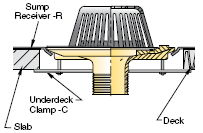 Sump
Receiver -R
Underdeck
Clamp -C
Deck
Slab